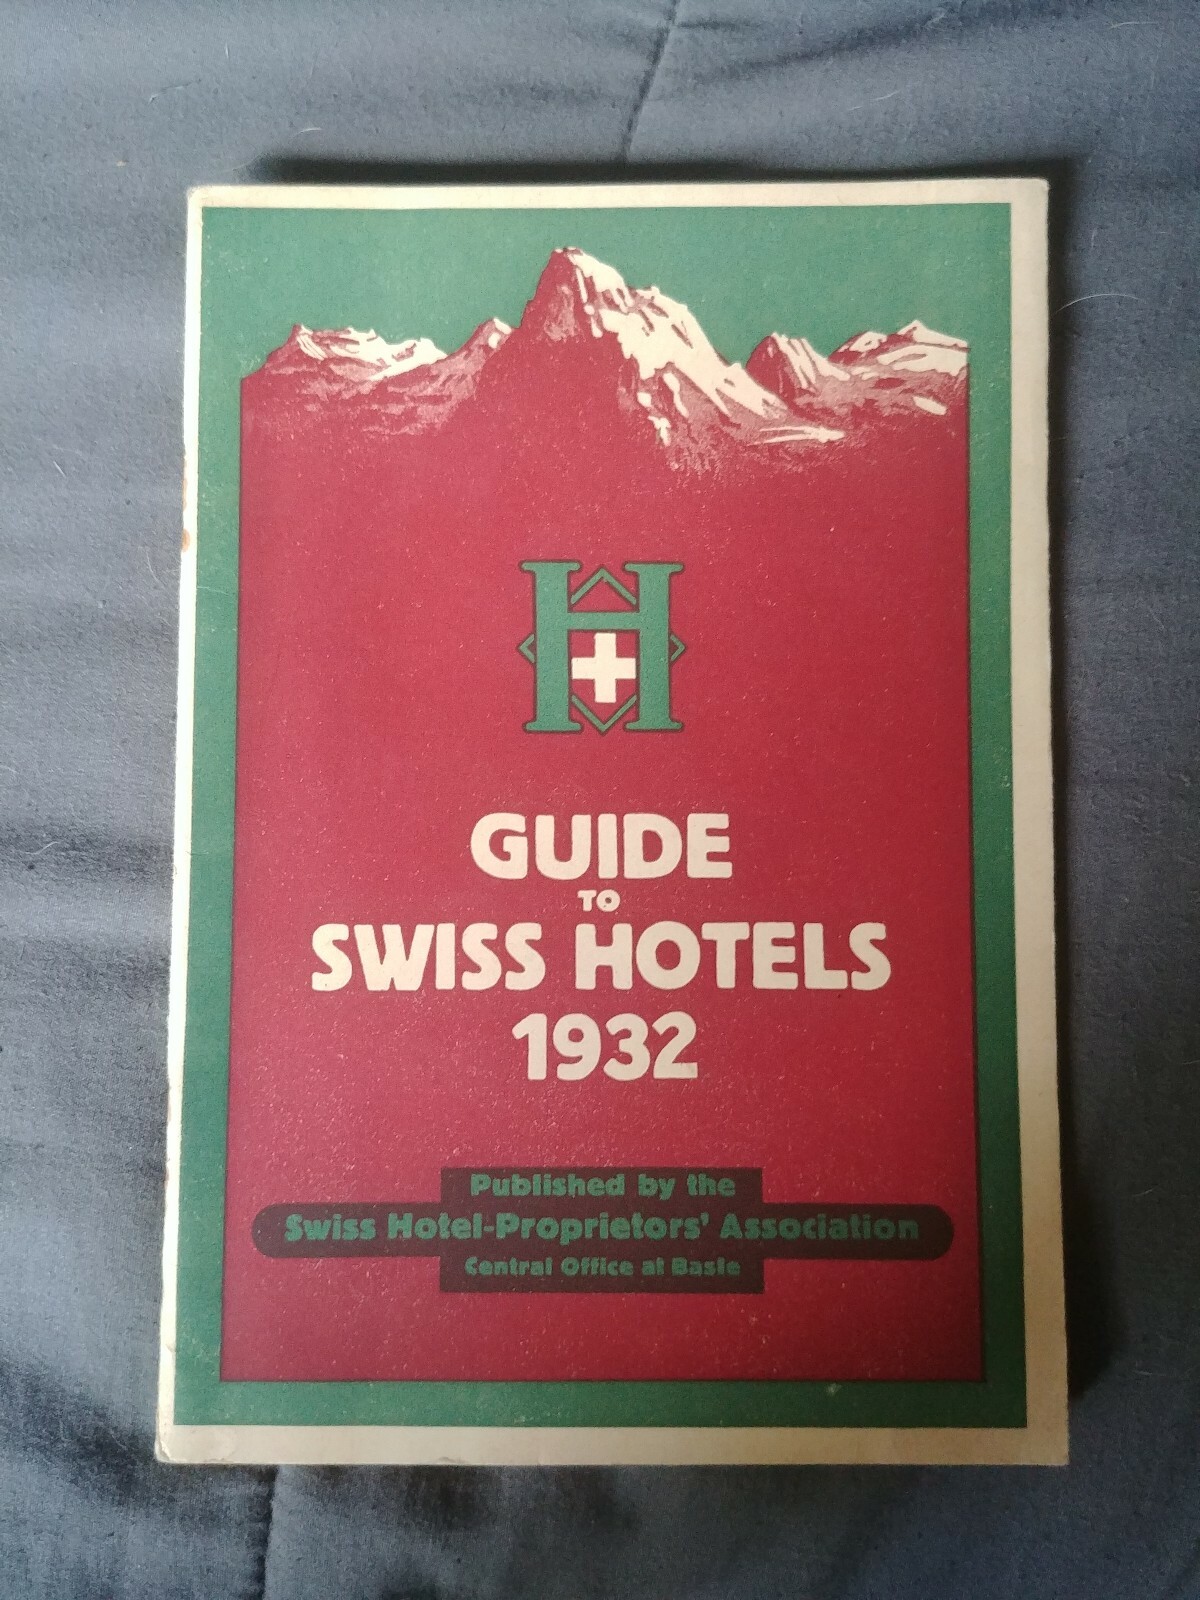 H
GUIDE
TO
SWISS HOTELS
1932
Published by the
Swiss Hotel-Proprietors' Association
Central Office at Basle